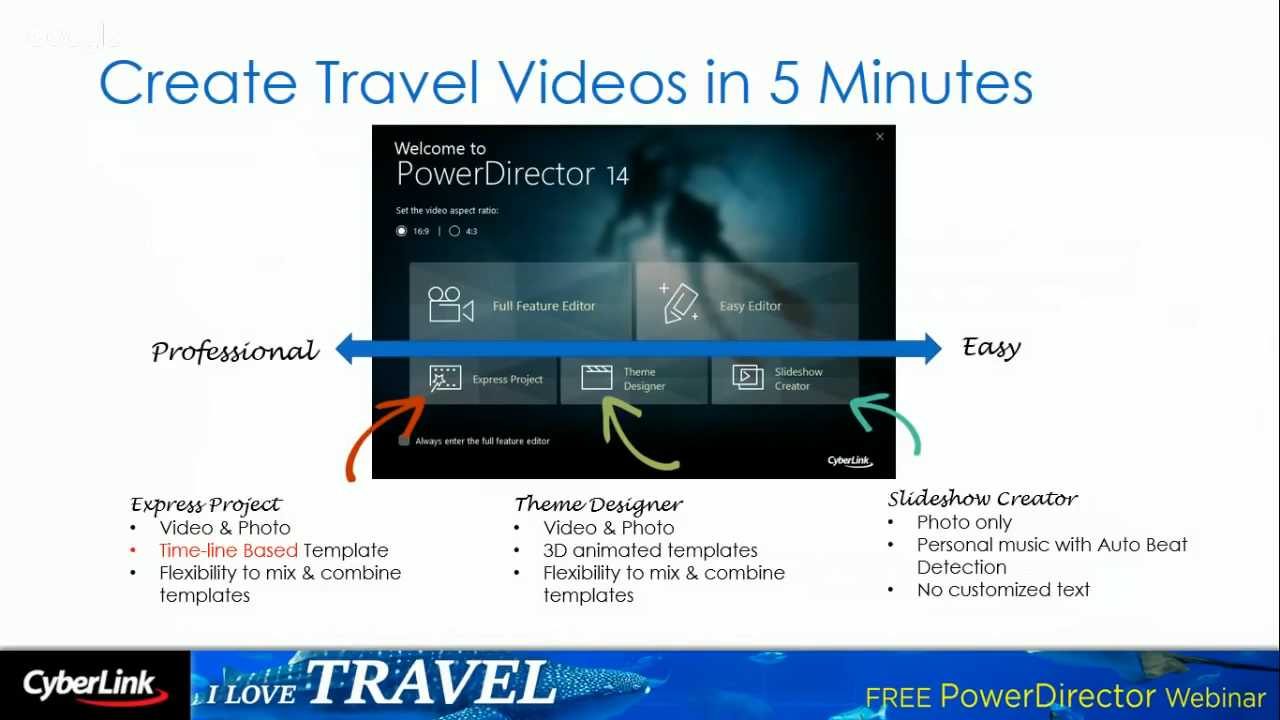 Google
Create Travel Videos in 5 Minutes
Welcome to
PowerDirector 14
Set the video aspect ratio:
16:9 | 4:3
Full Feature Editor
Easy Editor
Professional
Easy
Express Project
Theme
Designer
Slideshow
Creator
Always enter the full feature editor
CyberLink
Express Project
• Video & Photo
• Time-line Based Template
• Flexibility to mix & combine
templates
Theme Designer
• Video & Photo
• 3D animated templates
• Flexibility to mix & combine
templates
Slideshow Creator
• Photo only
• Personal music with Auto Beat
Detection
• No customized text
CyberLink
I LOVE TRAVEL
FREE PowerDirector Webinar